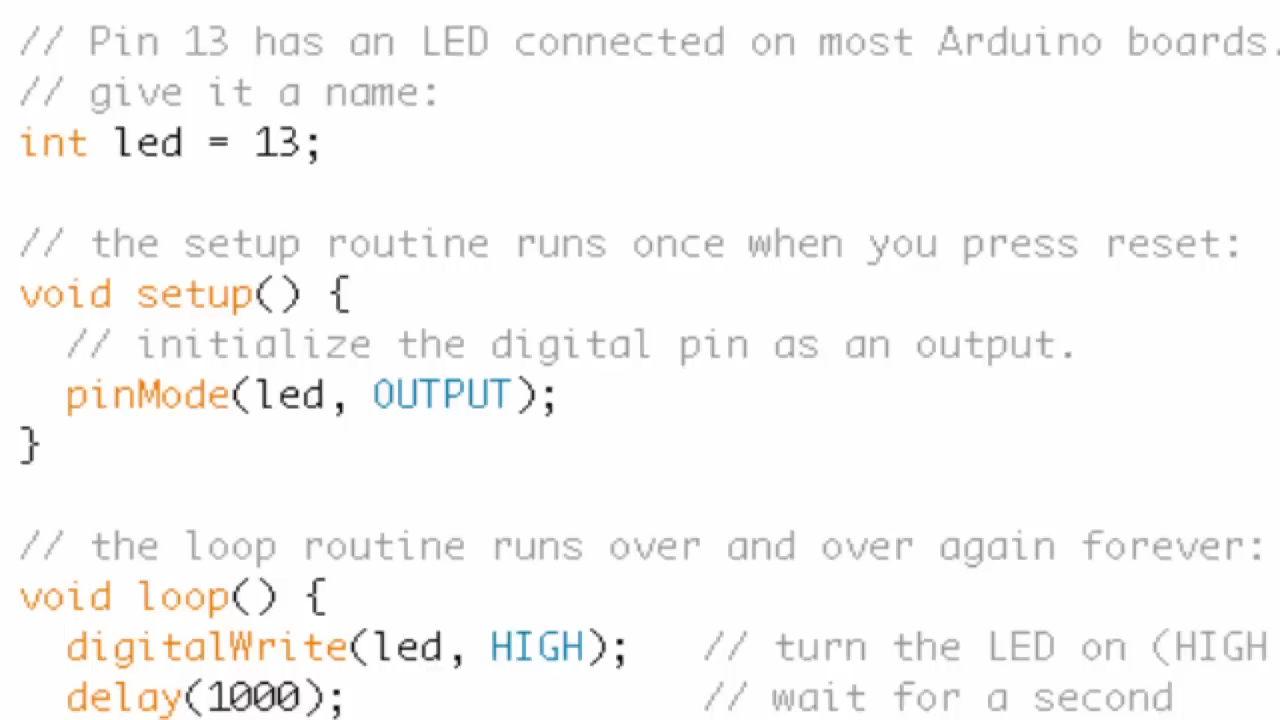 // Pin 13 has an LED connected on most Arduino boards.
// give it a name:
int led = 13;
// the setup routine runs once when you press reset:
void setup() {
// initialize the digital pin as an output.
pinMode(led, OUTPUT);
}
// the loop routine runs over and over again forever:
void loop() {
digitalWrite(led, HIGH); // turn the LED on (HIGH
delay(1000); // wait for a second